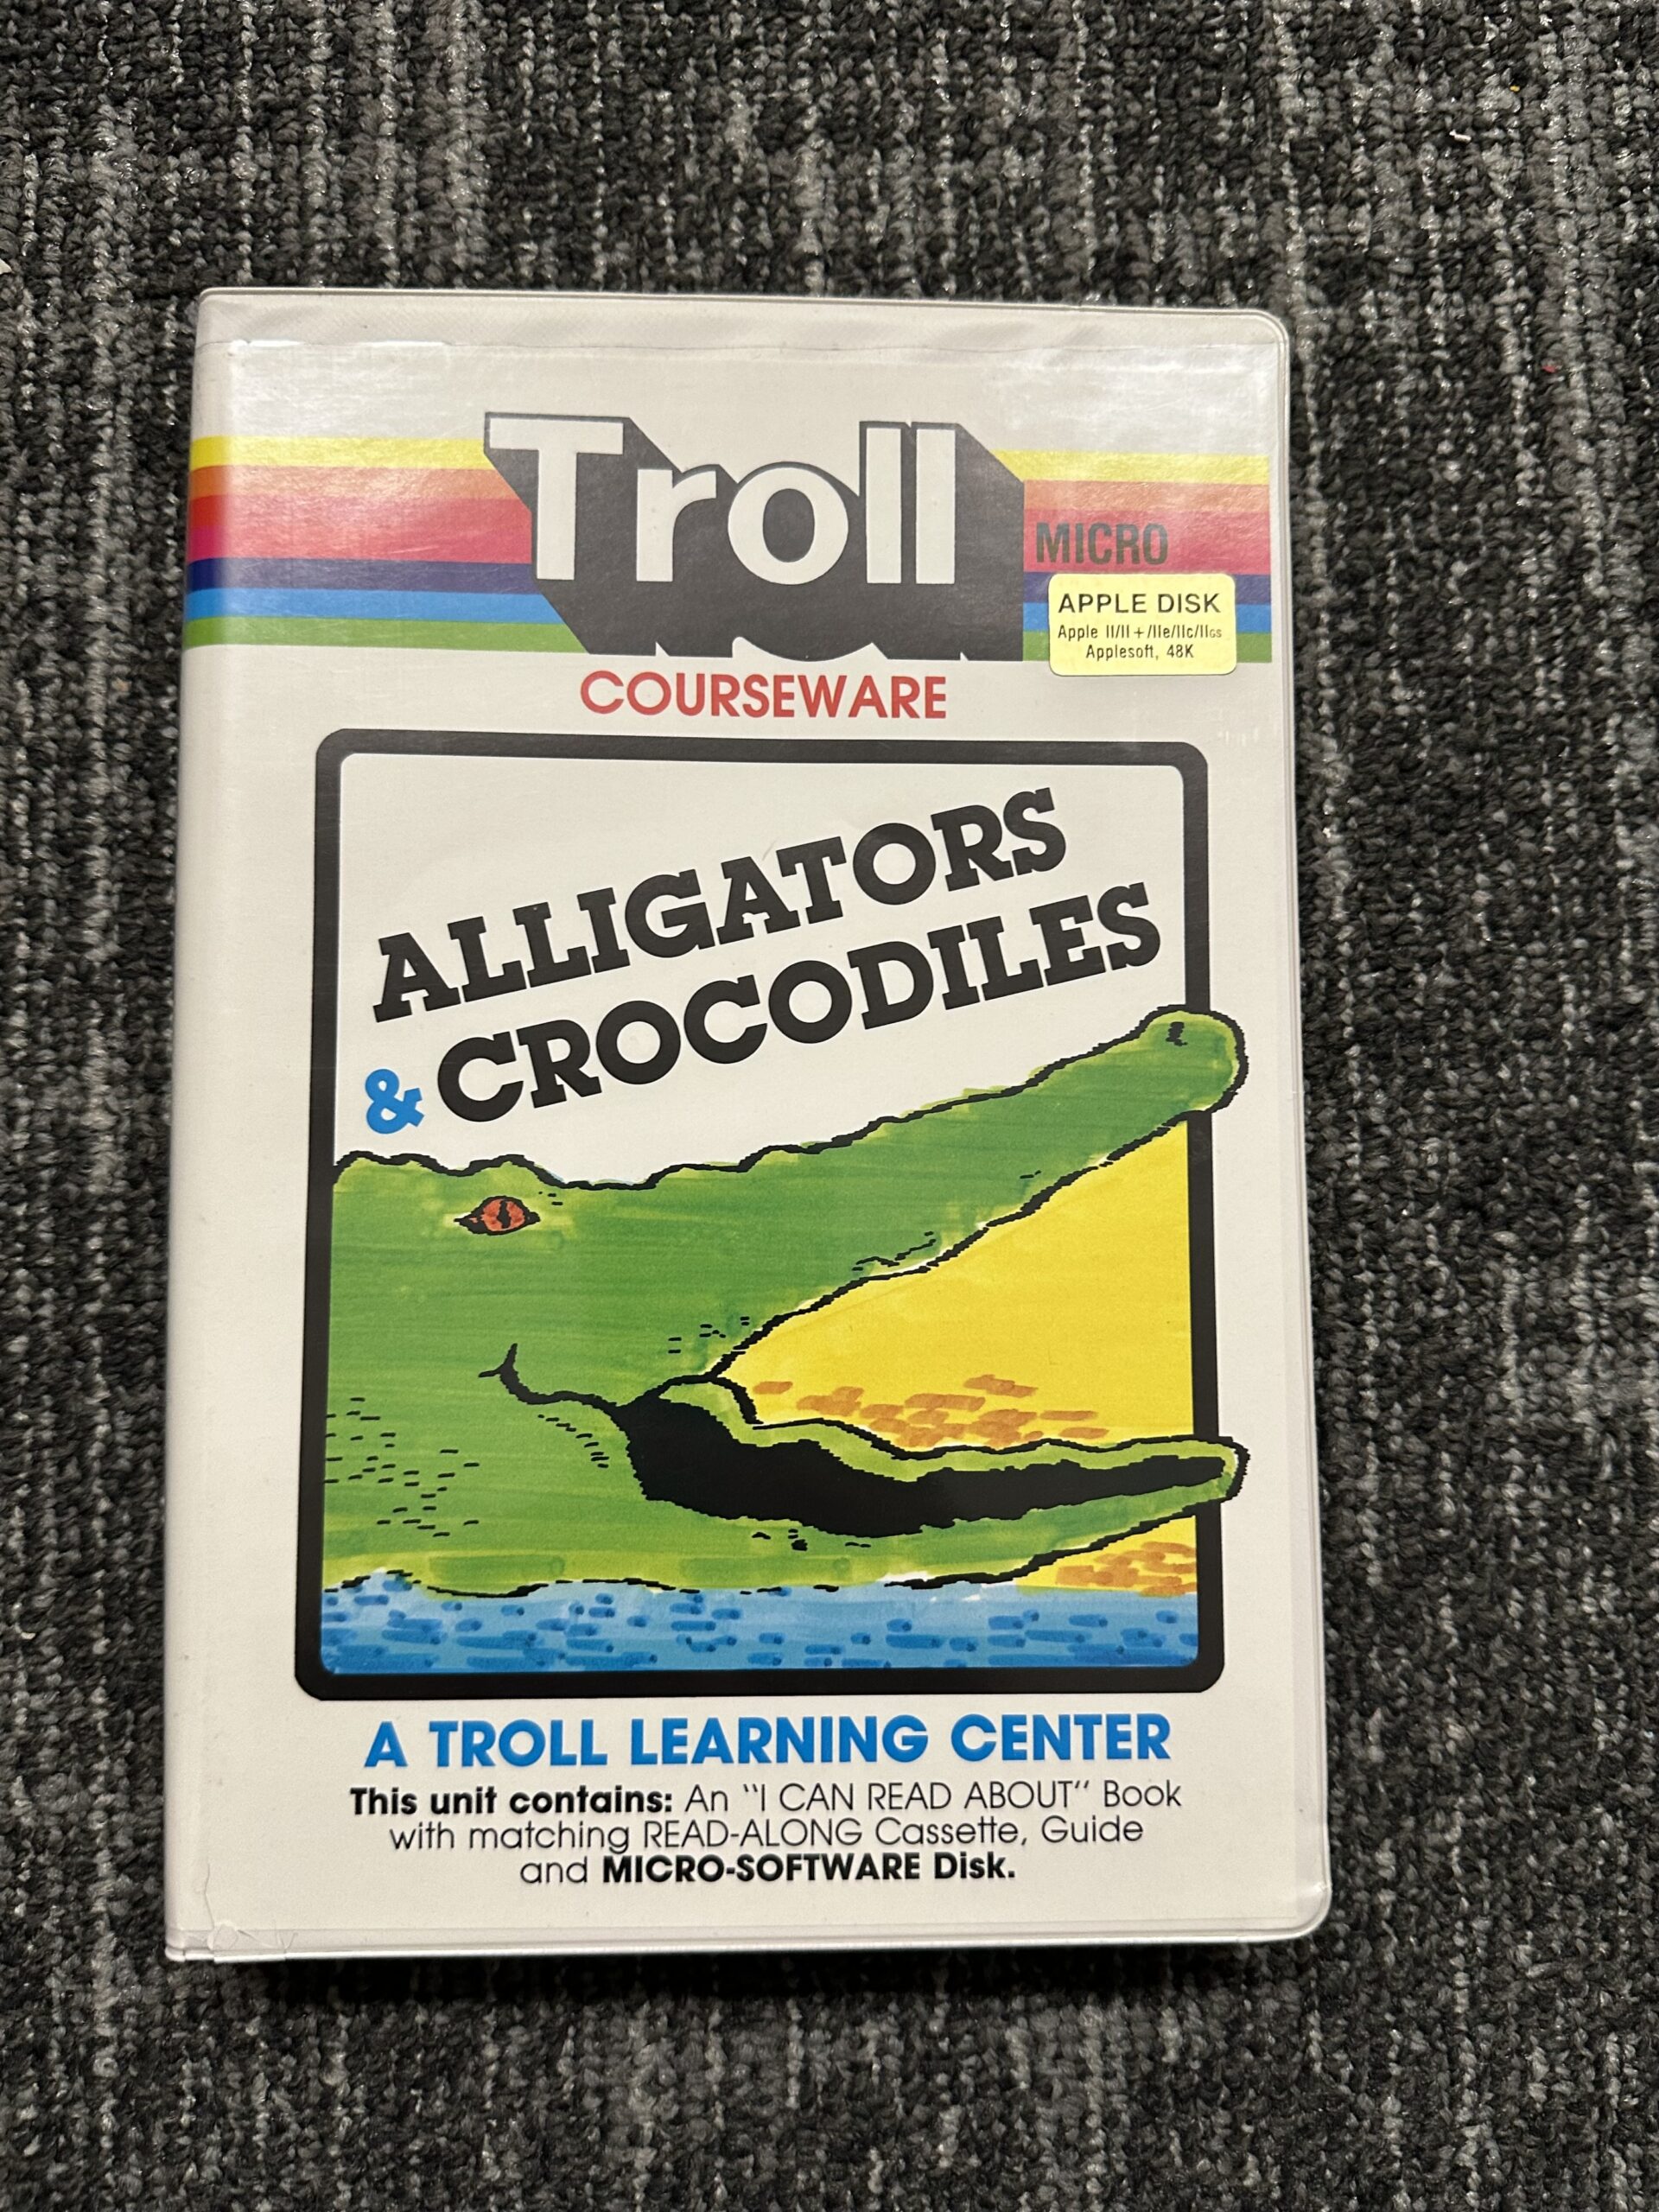 Troll
MICRO
APPLE DISK
Apple II/II+/IIe/IIc/IIGS
Applesoft, 48K
COURSEWARE
ALLIGATORS
& CROCODILES
A TROLL LEARNING CENTER
This unit contains: An "I CAN READ ABOUT" Book
with matching READ-ALONG Cassette, Guide
and MICRO-SOFTWARE Disk.